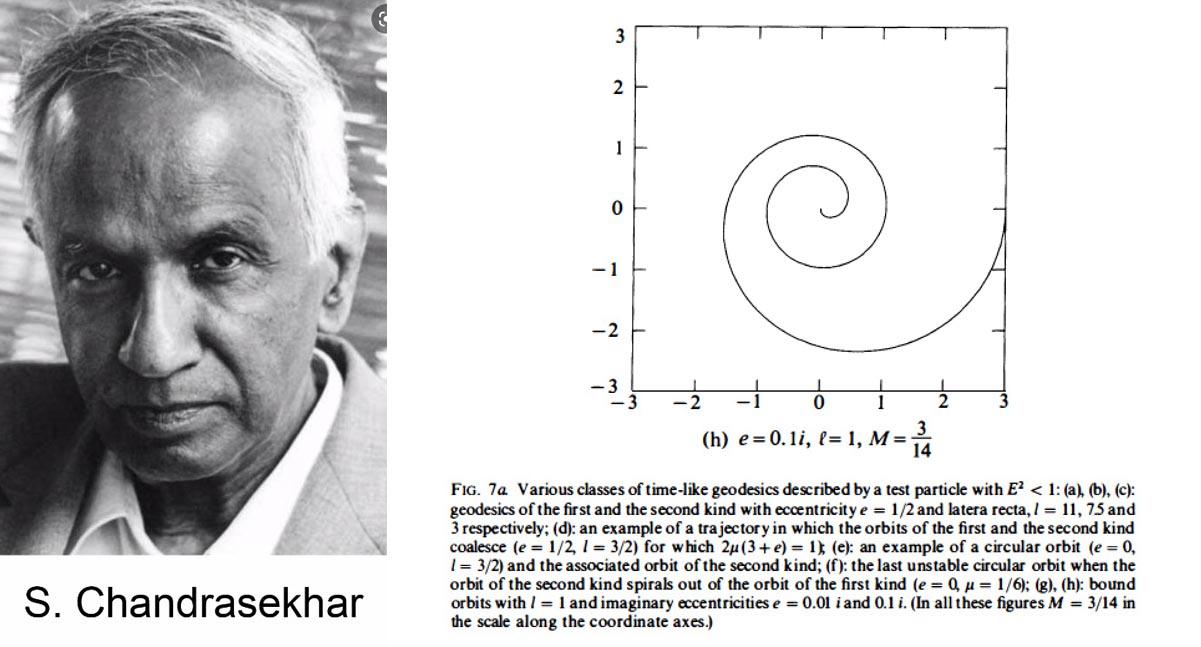 S. Chandrasekhar
3
2
1
0
−1
−2
−3
−3 −2 −1 0 1 2 3
(h) e=0.1i, ℓ=1, M= 3/14
FIG. 7a Various classes of time-like geodesics described by a test particle with E² < 1: (a), (b), (c):
geodesics of the first and the second kind with eccentricity e = 1/2 and latera recta, l = 11, 7.5 and
3 respectively; (d): an example of a trajectory in which the orbits of the first and the second kind
coalesce (e = 1/2, l = 3/2) for which 2μ(3+e) = 1); (e): an example of a circular orbit (e = 0,
l = 3/2) and the associated orbit of the second kind; (f): the last unstable circular orbit when the
orbit of the second kind spirals out of the orbit of the first kind (e = 0, μ = 1/6); (g), (h): bound
orbits with l = 1 and imaginary eccentricities e = 0.01 i and 0.1 i. (In all these figures M = 3/14 in
the scale along the coordinate axes.)